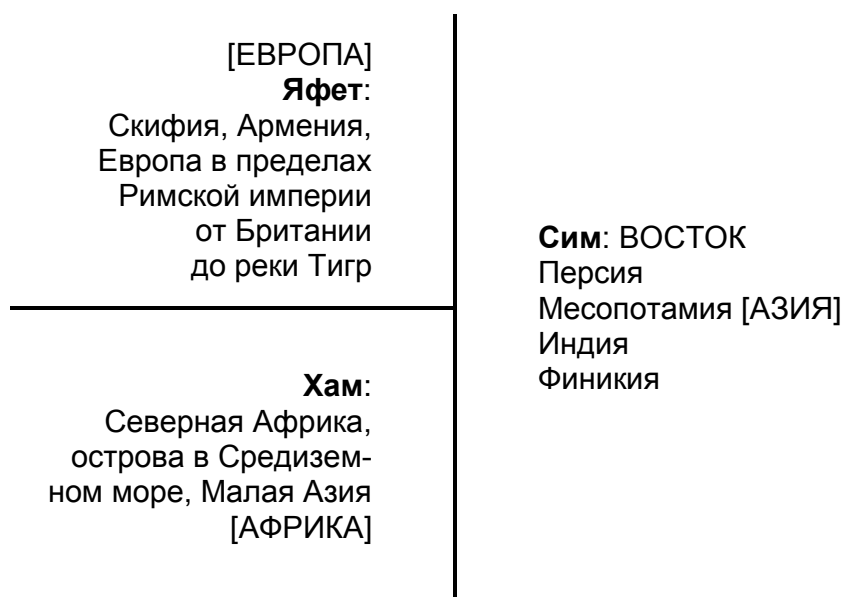 [ЕВРОПА]
Яфет:
Скифия, Армения,
Европа в пределах
Римской империи
от Британии
до реки Тигр
Хам:
Северная Африка,
острова в Средизем-
ном море, Малая Азия
[АФРИКА]
Сим: ВОСТОК
Персия
Месопотамия [АЗИЯ]
Индия
Финикия